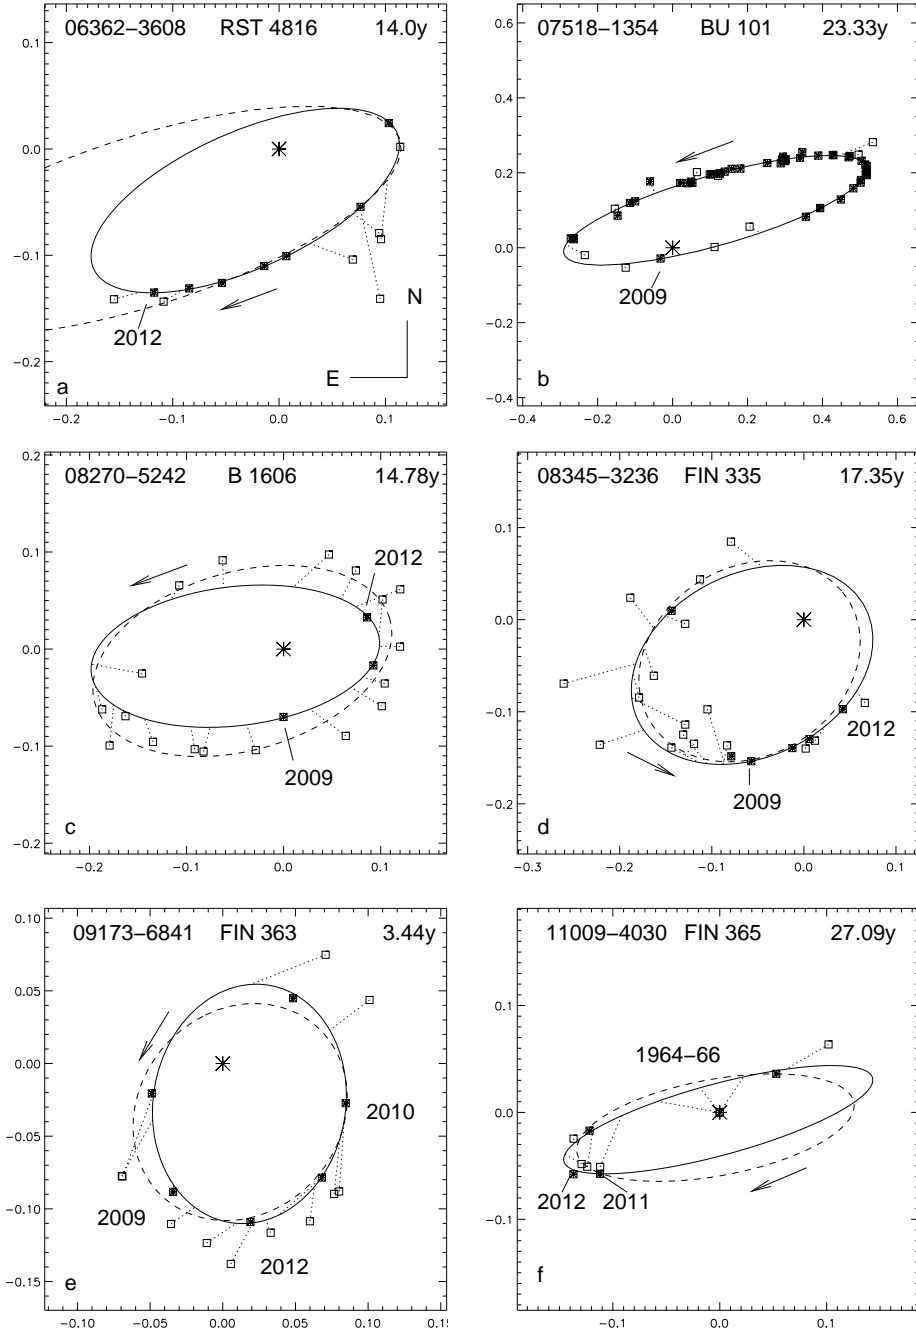 06362−3608 RST 4816 14.0y
0.1
0.0
−0.1
−0.2
N
E
2012
a
−0.2 −0.1 0.0 0.1
07518−1354 BU 101 23.33y
0.6
0.4
0.2
0.0
−0.2
−0.4
2009
b
−0.4 −0.2 0.0 0.2 0.4 0.6
08270−5242 B 1606 14.78y
0.2
0.1
0.0
−0.1
−0.2
2012
2009
c
−0.2 −0.1 0.0 0.1
08345−3236 FIN 335 17.35y
0.1
0.0
−0.1
−0.2
2012
2009
d
−0.3 −0.2 −0.1 0.0 0.1
09173−6841 FIN 363 3.44y
0.10
0.05
0.00
−0.05
−0.10
−0.15
2010
2009
2012
e
−0.10 −0.05 0.00 0.05 0.10 0.15
11009−4030 FIN 365 27.09y
0.1
0.0
−0.1
1964−66
2012 2011
f
−0.1 0.0 0.1